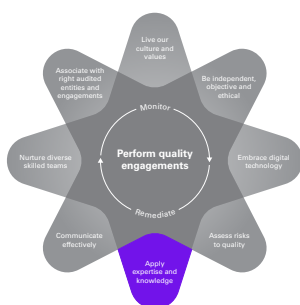 Live our
culture and
values
Be independent,
objective and
ethical
Embrace digital
technology
Assess risks
to quality
Apply
expertise and
knowledge
Communicate
effectively
Nurture diverse
skilled teams
Associate with
right audited
entities and
engagements
Monitor
Perform quality
engagements
Remediate